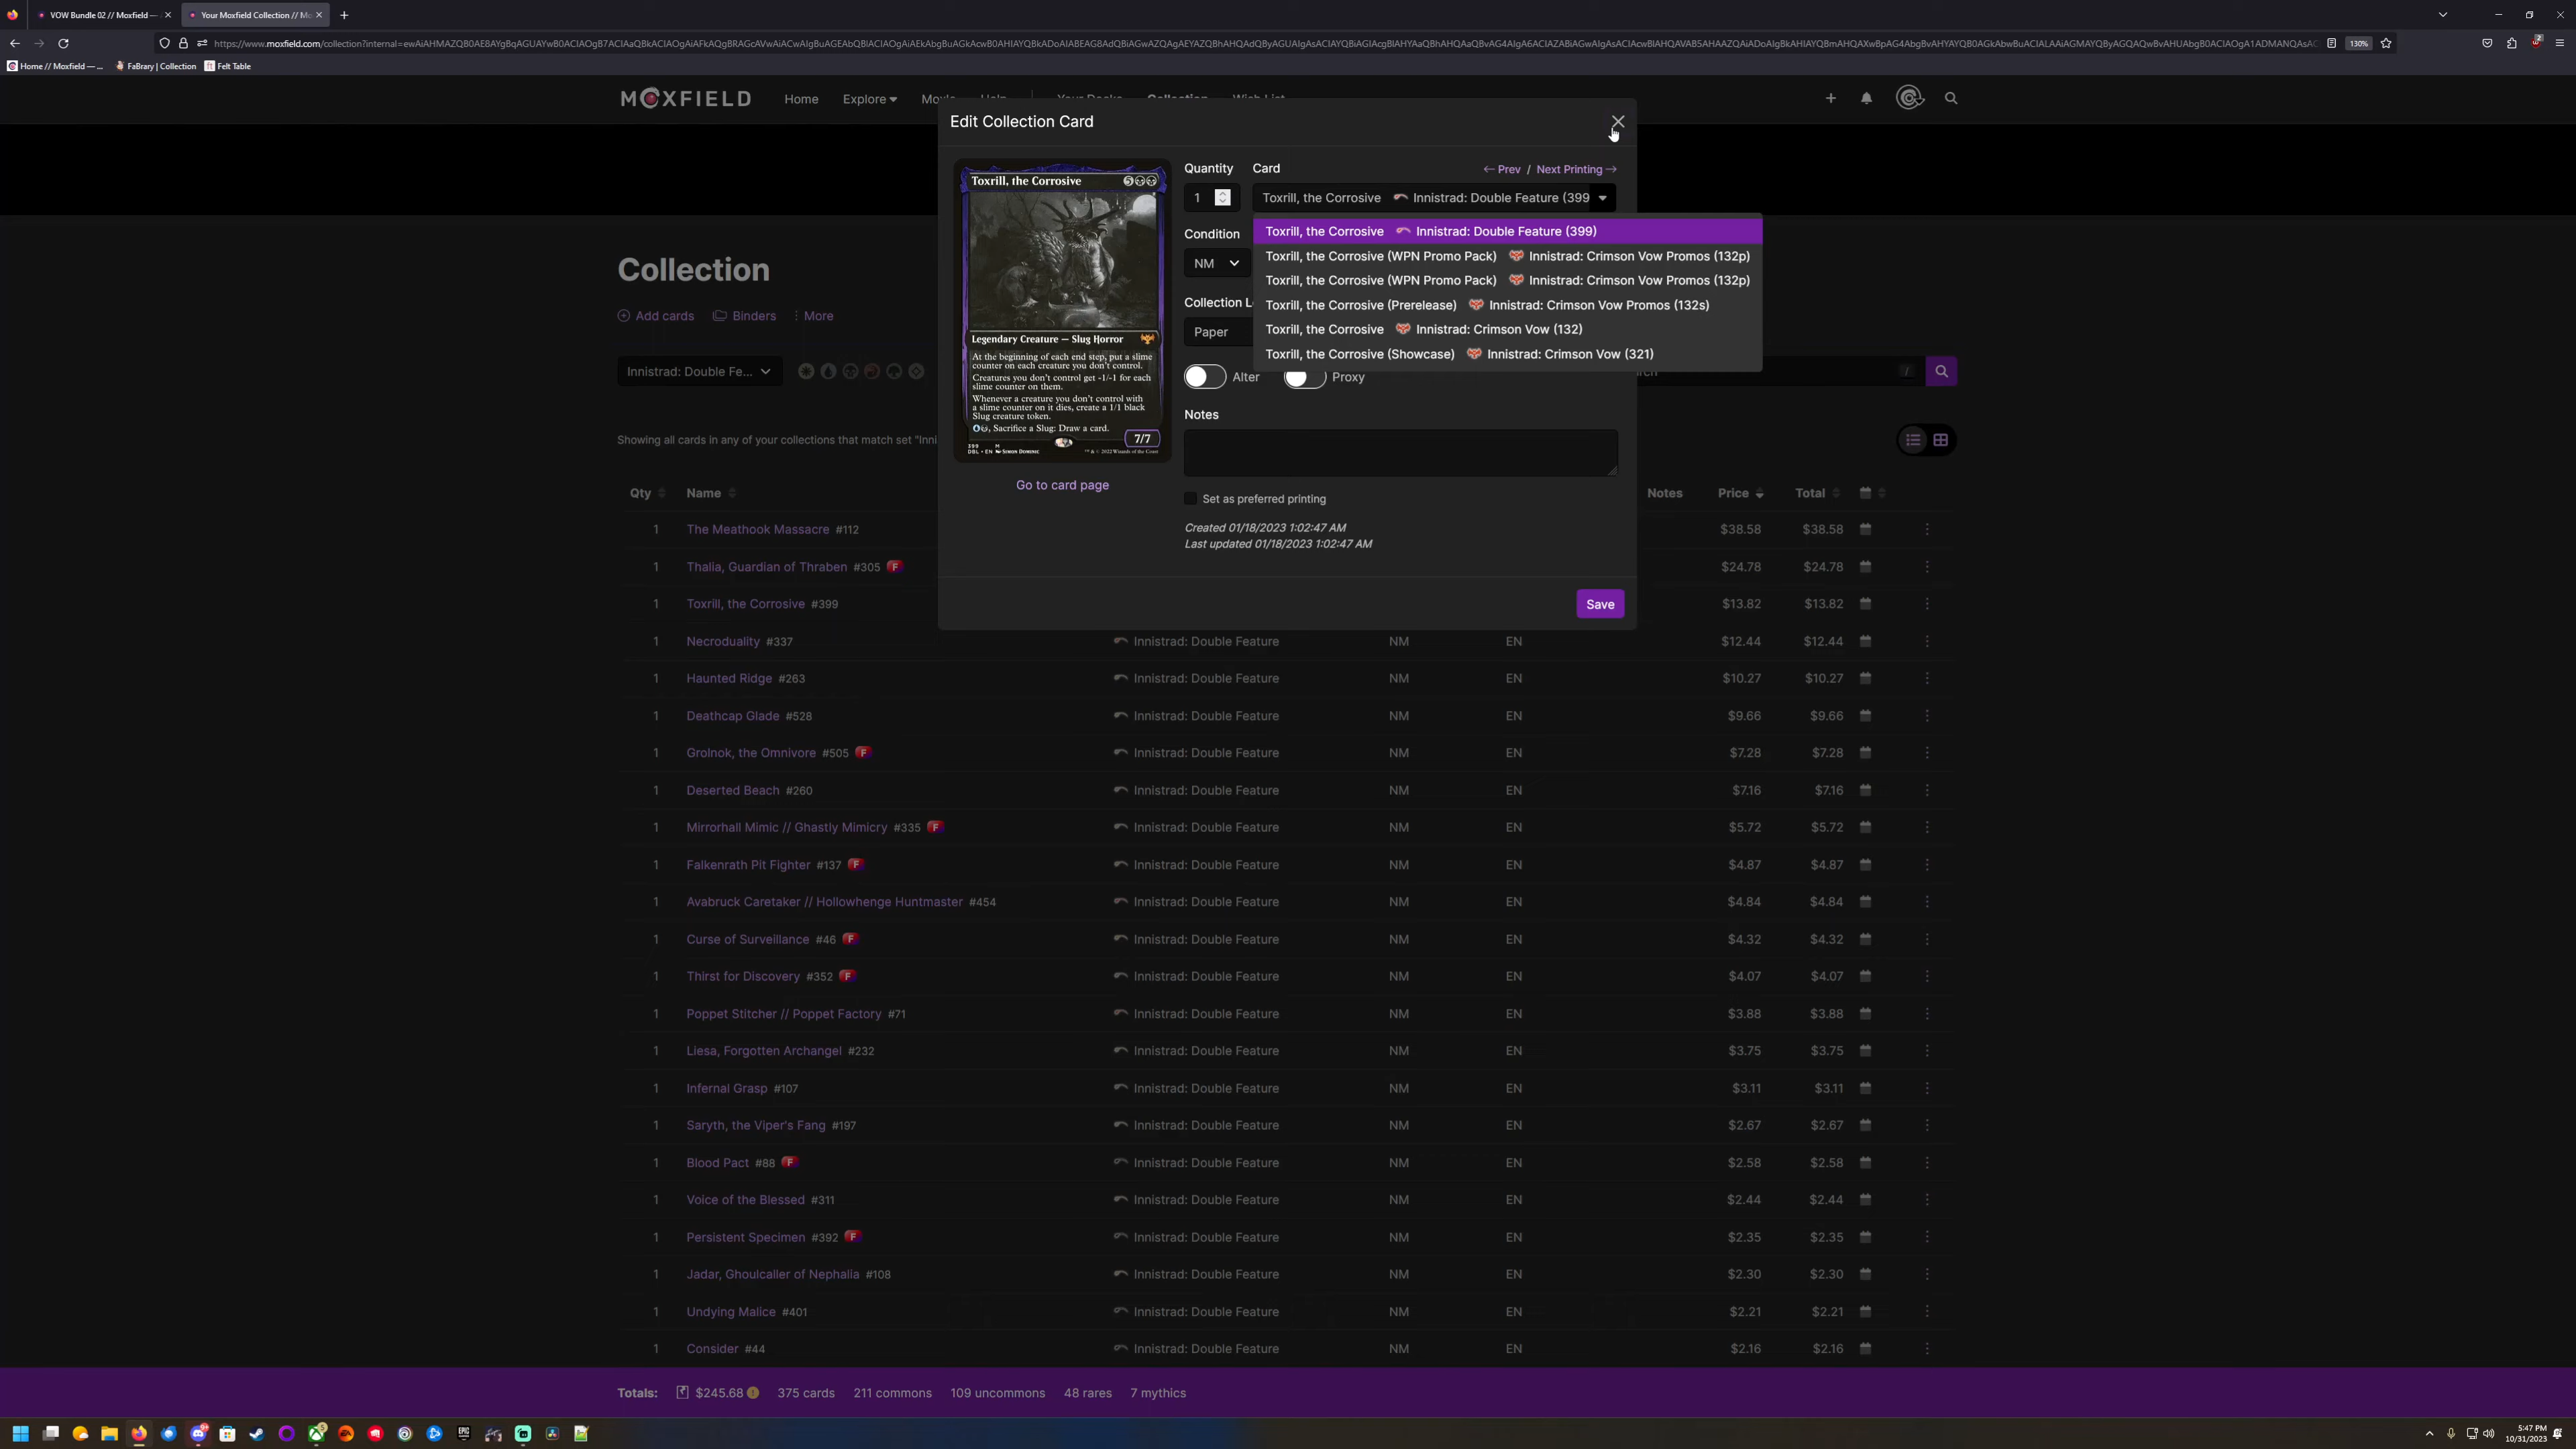 VOW Bundle 02 // Moxfield —
Your Moxfield Collection // Mo
Home // Moxfield — ...
FaBrary | Collection
Felt Table
130%
MOXFIELD
Home
Explore
Your Decks
Collection
Wish List
Edit Collection Card
Toxrill, the Corrosive
Legendary Creature — Slug Horror
At the beginning of each end step, put a slime
counter on each creature you don't control.
Creatures you don't control get -1/-1 for each
slime counter on them.
Whenever a creature you don't control with
a slime counter on it dies, create a 1/1 black
Slug creature token.
, Sacrifice a Slug: Draw a card.
7/7
399 M
DBL • EN Simon Dominic
™ & © 2022 Wizards of the Coast
Go to card page
Quantity Card
← Prev / Next Printing →
1
Toxrill, the Corrosive Innistrad: Double Feature (399
Toxrill, the Corrosive Innistrad: Double Feature (399)
Toxrill, the Corrosive (WPN Promo Pack) Innistrad: Crimson Vow Promos (132p)
Toxrill, the Corrosive (WPN Promo Pack) Innistrad: Crimson Vow Promos (132p)
Toxrill, the Corrosive (Prerelease) Innistrad: Crimson Vow Promos (132s)
Toxrill, the Corrosive Innistrad: Crimson Vow (132)
Toxrill, the Corrosive (Showcase) Innistrad: Crimson Vow (321)
Condition
NM
Collection L
Paper
Alter Proxy
Notes
Set as preferred printing
Created 01/18/2023 1:02:47 AM
Last updated 01/18/2023 1:02:47 AM
Save
Collection
Add cards Binders More
Innistrad: Double Fe...
Showing all cards in any of your collections that match set "Inni
Qty Name Notes Price Total
1 The Meathook Massacre #112 $38.58 $38.58
1 Thalia, Guardian of Thraben #305 F $24.78 $24.78
1 Toxrill, the Corrosive #399 $13.82 $13.82
1 Necroduality #337 Innistrad: Double Feature NM EN $12.44 $12.44
1 Haunted Ridge #263 Innistrad: Double Feature NM EN $10.27 $10.27
1 Deathcap Glade #528 Innistrad: Double Feature NM EN $9.66 $9.66
1 Grolnok, the Omnivore #505 F Innistrad: Double Feature NM EN $7.28 $7.28
1 Deserted Beach #260 Innistrad: Double Feature NM EN $7.16 $7.16
1 Mirrorhall Mimic // Ghastly Mimicry #335 F Innistrad: Double Feature NM EN $5.72 $5.72
1 Falkenrath Pit Fighter #137 F Innistrad: Double Feature NM EN $4.87 $4.87
1 Avabruck Caretaker // Hollowhenge Huntmaster #454 Innistrad: Double Feature NM EN $4.84 $4.84
1 Curse of Surveillance #46 F Innistrad: Double Feature NM EN $4.32 $4.32
1 Thirst for Discovery #352 F Innistrad: Double Feature NM EN $4.07 $4.07
1 Poppet Stitcher // Poppet Factory #71 Innistrad: Double Feature NM EN $3.88 $3.88
1 Liesa, Forgotten Archangel #232 Innistrad: Double Feature NM EN $3.75 $3.75
1 Infernal Grasp #107 Innistrad: Double Feature NM EN $3.11 $3.11
1 Saryth, the Viper's Fang #197 Innistrad: Double Feature NM EN $2.67 $2.67
1 Blood Pact #88 F Innistrad: Double Feature NM EN $2.58 $2.58
1 Voice of the Blessed #311 Innistrad: Double Feature NM EN $2.44 $2.44
1 Persistent Specimen #392 F Innistrad: Double Feature NM EN $2.35 $2.35
1 Jadar, Ghoulcaller of Nephalia #108 Innistrad: Double Feature NM EN $2.30 $2.30
1 Undying Malice #401 Innistrad: Double Feature NM EN $2.21 $2.21
1 Consider #44 Innistrad: Double Feature NM EN $2.16 $2.16
Totals: $245.68 375 cards 211 commons 109 uncommons 48 rares 7 mythics
5:47 PM
10/31/2023